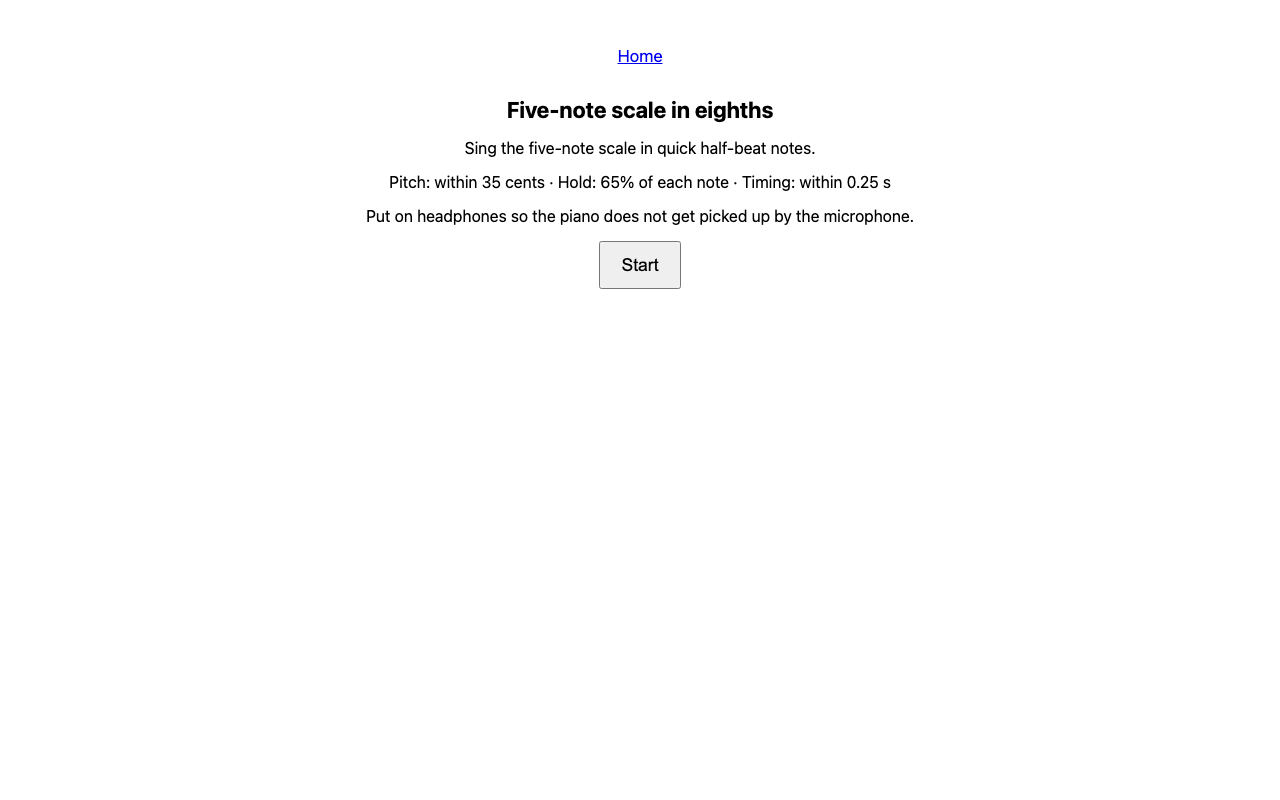 Home
Five-note scale in eighths
Sing the five-note scale in quick half-beat notes.
Pitch: within 35 cents · Hold: 65% of each note · Timing: within 0.25 s
Put on headphones so the piano does not get picked up by the microphone.
Start